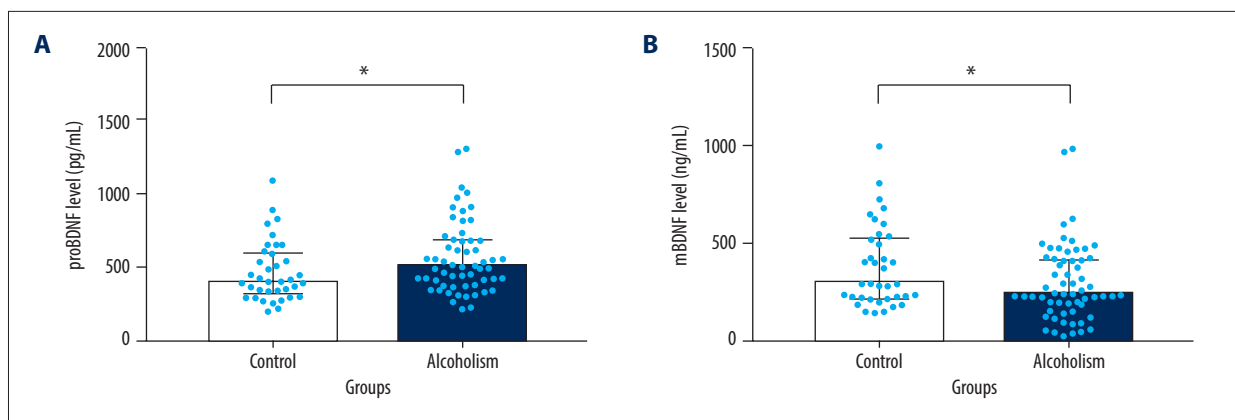 A
proBDNF level (pg/mL)
2000
1500
1000
500
0
*
Control
Alcoholism
Groups
B
mBDNF level (ng/mL)
1500
1000
500
0
*
Control
Alcoholism
Groups